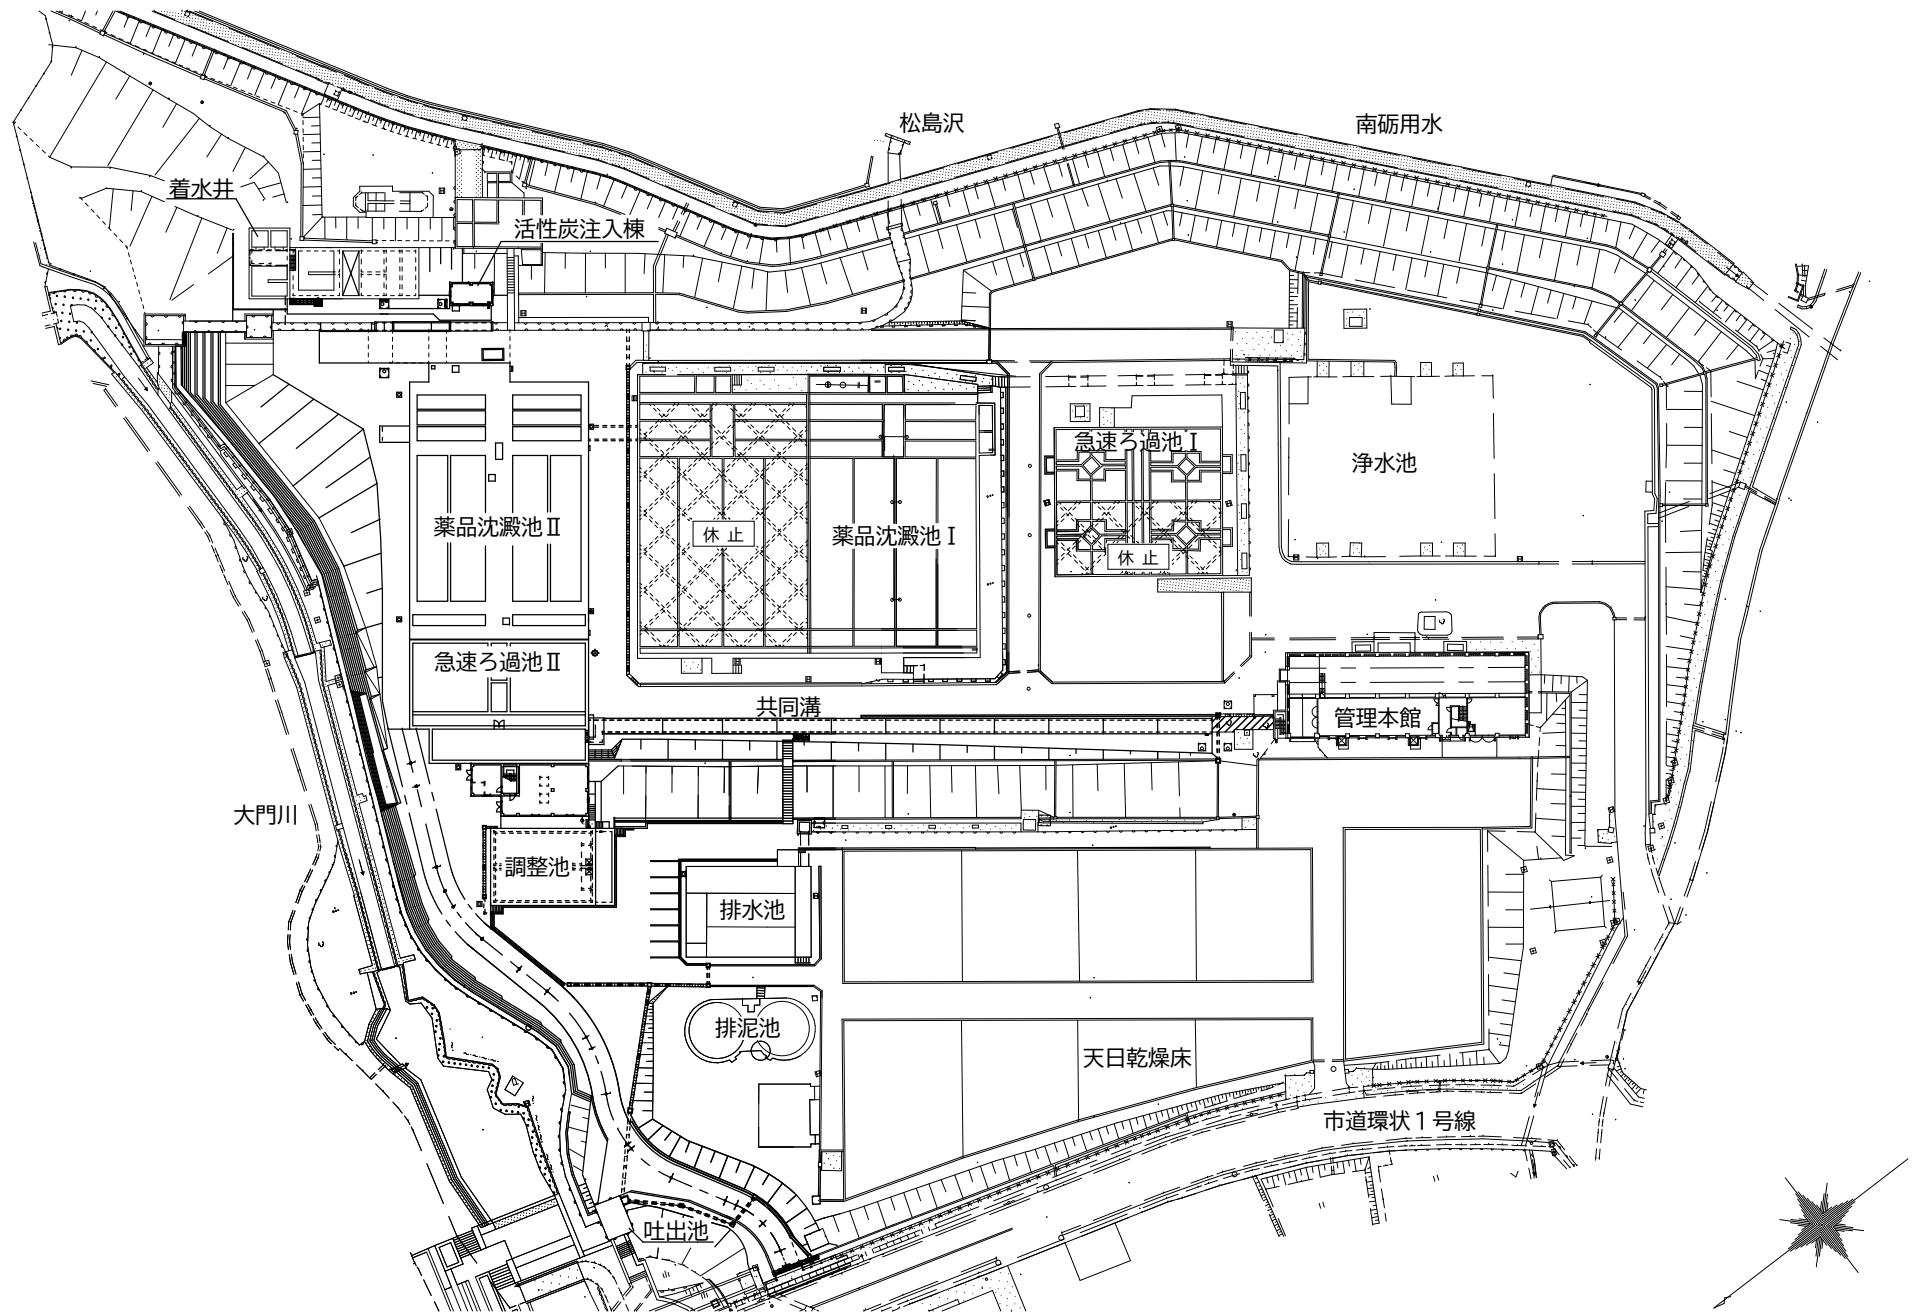 松島沢
南砺用水
着水井
活性炭注入棟
急速ろ過池Ⅰ
浄水池
薬品沈澱池Ⅱ
休 止
薬品沈澱池Ⅰ
休 止
急速ろ過池Ⅱ
共同溝
管理本館
大門川
調整池
排水池
排泥池
天日乾燥床
市道環状1号線
吐出池